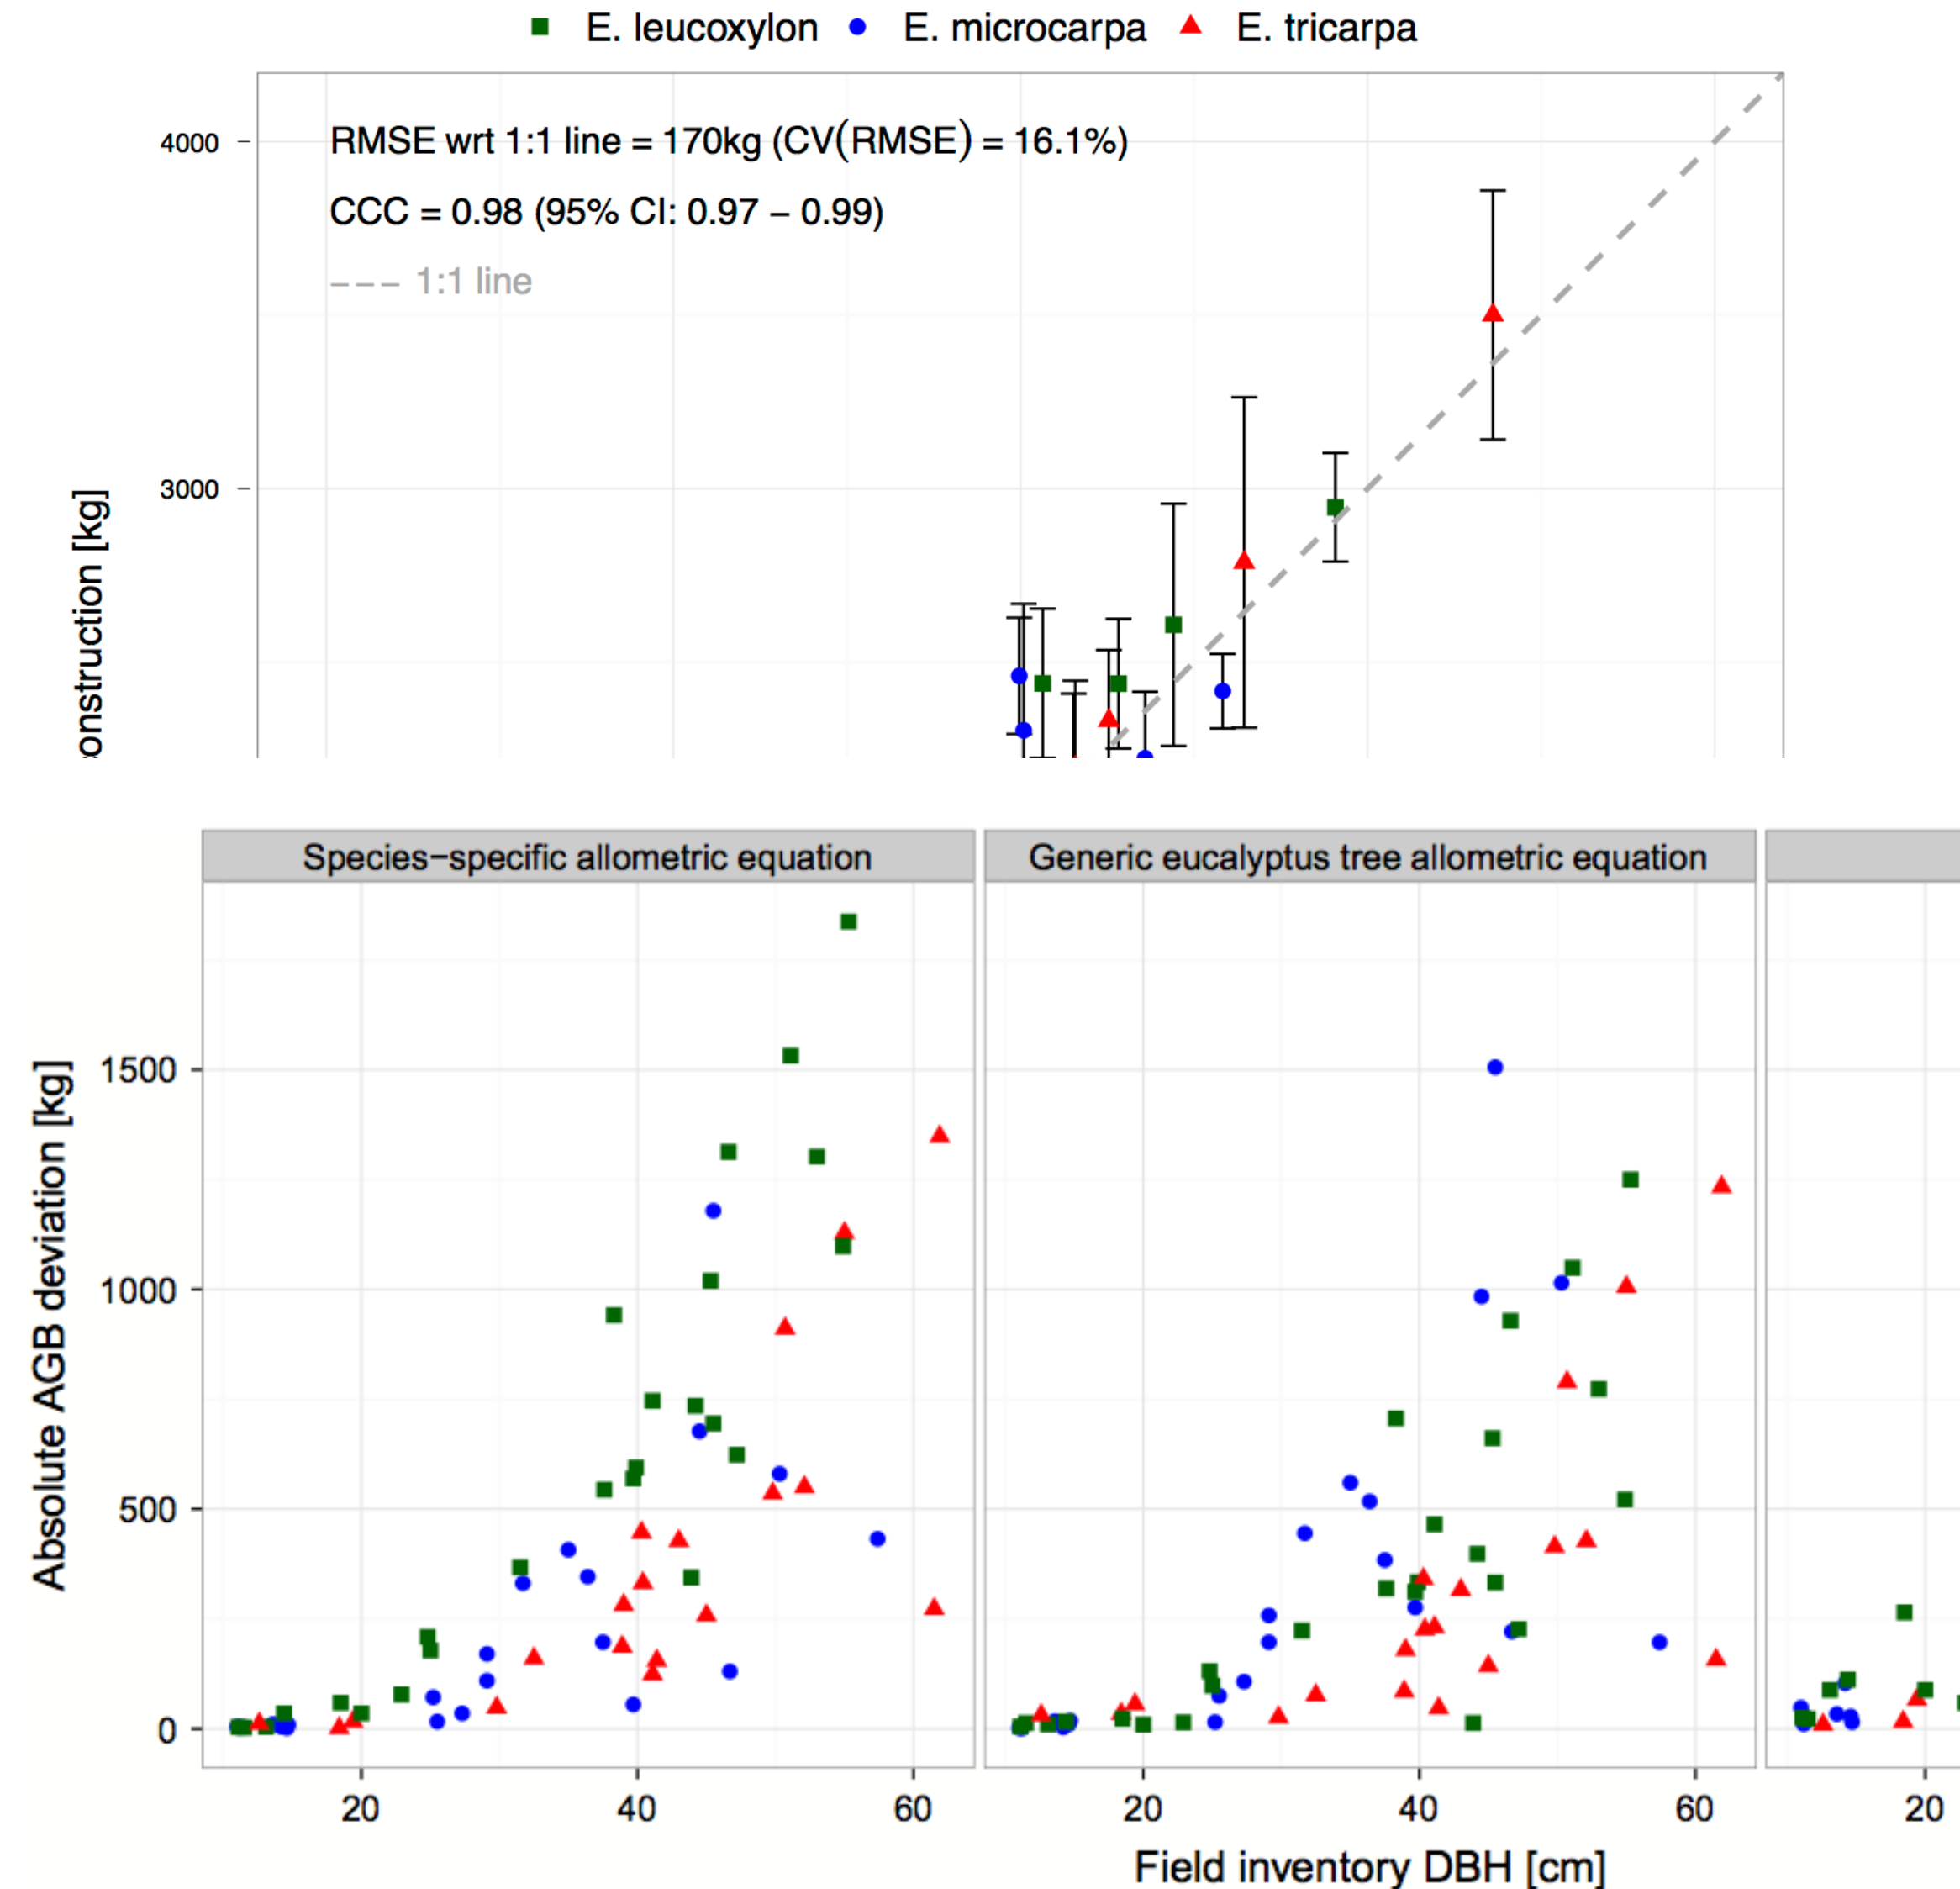 E. leucoxylon E. microcarpa E. tricarpa
4000
RMSE wrt 1:1 line = 170kg (CV(RMSE) = 16.1%)
CCC = 0.98 (95% CI: 0.97 – 0.99)
1:1 line
3000
onstruction [kg]
Species−specific allometric equation
Generic eucalyptus tree allometric equation
Absolute AGB deviation [kg]
1500
1000
500
0
20 40 60 20 40 60 20
Field inventory DBH [cm]